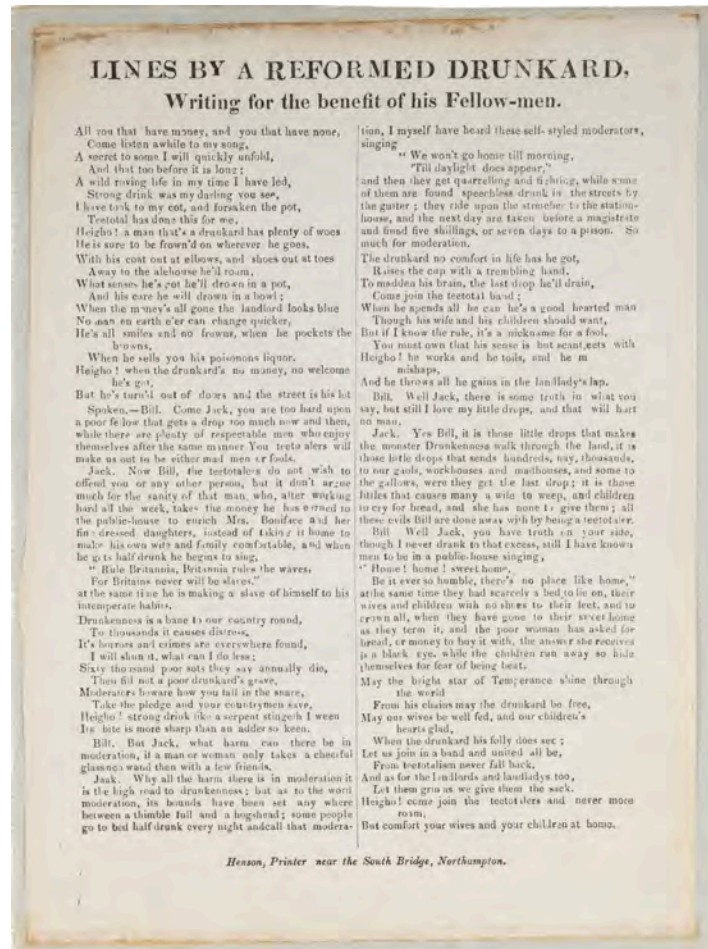 LINES BY A REFORMED DRUNKARD,
Writing for the benefit of his Fellow-men.
All you that have money, and you that have none,
Come listen awhile to my song,
A secret to some I will quickly unfold,
And that too before it is long;
A wild roving life in my time I have led,
Strong drink was my darling you see,
I have took to my cot, and forsaken the pot,
Teetotal has done this for me.
Heigho! a man that's a drunkard has plenty of woes
He is sure to be frown'd on wherever he goes.
With his coat out at elbows, and shoes out at toes
Away to the alehouse he'd roam,
What senses he's got he'll drown in a pot,
And his care he will drown in a bowl;
When the money's all gone the landlord looks blue
No man on earth e'er can change quicker,
He's all smiles and no frowns, when he pockets the
browns,
When he sells you his poisonous liquor.
Heigho! when the drunkard's no money, no welcome
he's got,
But he's turn'd out of doors and the street is his lot
Spoken.—Bill. Come Jack, you are too hard upon
a poor fellow that gets a drop too much now and then,
while there are plenty of respectable men who enjoy
themselves after the same manner You teetotalers will
make us out to be either mad men or fools.
Jack. Now Bill, the teetotalers do not wish to
offend you or any other person, but it don't argue
much for the sanity of that man, who, after working
hard all the week, takes the money he has earned to
the public-house to enrich Mrs. Boniface and her
fine dressed daughters, instead of taking it home to
make his own wife and family comfortable, and when
he gets half drunk he begins to sing,
" Rule Britannia, Britannia rules the waves,
For Britains never will be slaves."
at the same time he is making a slave of himself to his
intemperate habits.
Drunkenness is a bane to our country round,
To thousands it causes distress,
It's horrors and crimes are everywhere found,
I will shun it, what can I do less;
Sixty thousand poor sots they say annually die,
Then fill not a poor drunkard's grave,
Moderators beware how you fall in the snare,
Take the pledge and your countrymen save,
Heigho! strong drink like a serpent stingeth I ween
Its bite is more sharp than an adder so keen.
Bill. But Jack, what harm can there be in
moderation, if a man or woman only takes a cheerful
glassnea wand then with a few friends.
Jaak. Why all the harm there is in moderation it
is the high road to drunkenness; but as to the word
moderation, its bounds have been set any where
between a thimble full and a hogshead; some people
go to bed half drunk every night andcall that modera-
tion, I myself have heard these self-styled moderators,
singing
" We won't go home till morning,
'Till daylight does appear,"
and then they get quarrelling and fighting, while some
of them are found speechless drunk in the streets by
the gutter; they ride upon the stretcher to the station-
house, and the next day are taken before a magistrate
and fined five shillings, or seven days to a prison. So
much for moderation.
The drunkard no comfort in life has got,
Raises the cup with a trembling hand,
To madden his brain, the last drop he'd drain,
Come join the teetotal band;
When he spends all he can he's a good hearted man
Though his wife and his children should want,
But if I know the rule, it's a nickname for a fool,
You must own that his sense is but scant,eets with
Heigho! he works and he toils, and he m
mishaps,
And he throws all he gains in the landlady's lap.
Bill. Well Jack, there is some truth in what you
say, but still I love my little drops, and that will hurt
no man.
Jack. Yes Bill, it is those little drops that makes
the monster Drunkenness walk through the land, it is
those little drops that sends hundreds, nay, thousands,
to our gaols, workhouses and madhouses, and some to
the gallows, were they get the last drop; it is those
littles that causes many a wife to weep, and children
to cry for bread, and she has none to give them; all
these evils Bill are done away with by being a teetotaler.
Bill Well Jack, you have truth on your side,
though I never drank to that excess, still I have known
men to be in a public-house singing,
" Home! home! sweet home,
Be it ever so humble, there's no place like home,"
at the same time they had scarcely a bed to lie on, their
wives and children with no shoes to their feet, and to
crown all, when they have gone to their sweet home
as they term it, and the poor woman has asked for
bread, or money to buy it with, the answer she receives
is a black eye, while the children run away so hide
themselves for fear of being beat.
May the bright star of Temperance shine through
the world
From his chains may the drunkard be free,
May our wives be well fed, and our children's
hearts glad,
When the drunkard his folly does see;
Let us join in a band and united all be,
From teetotalism never fall back,
And as for the landlords and landladys too,
Let them grin as we give them the sack.
Heigho! come join the teetotalers and never more
roam,
But comfort your wives and your children at home.
Henson, Printer near the South Bridge, Northampton.